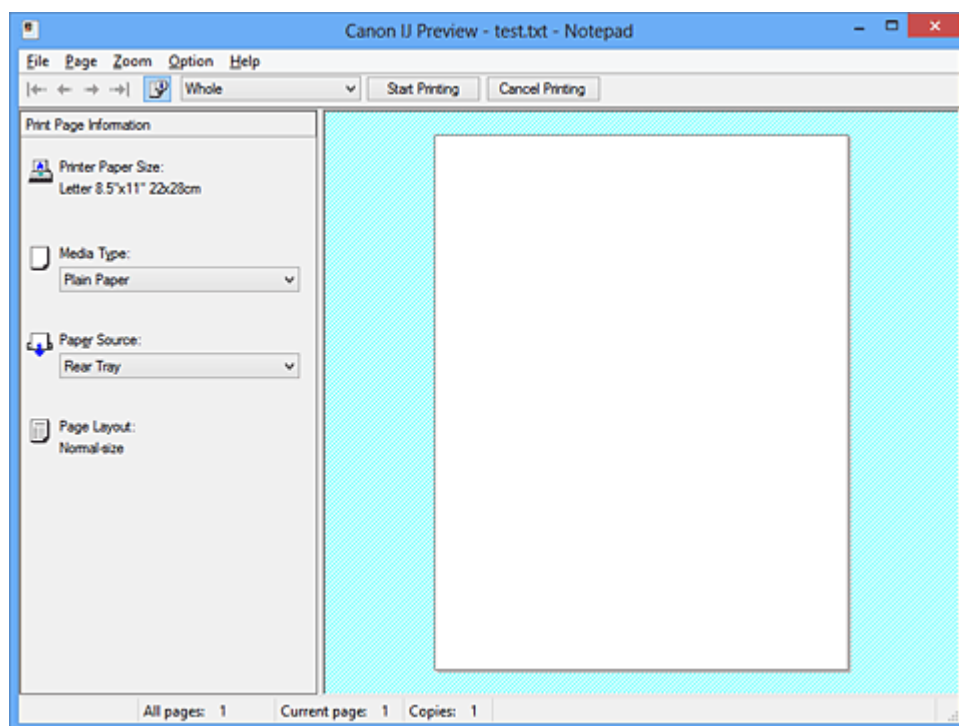 Canon IJ Preview - test.txt - Notepad
File Page Zoom Option Help
Whole Start Printing Cancel Printing
Print Page Information
Printer Paper Size:
Letter 8.5"x11" 22x28cm
Media Type:
Plain Paper
Paper Source:
Rear Tray
Page Layout:
Normal-size
All pages: 1 Current page: 1 Copies: 1